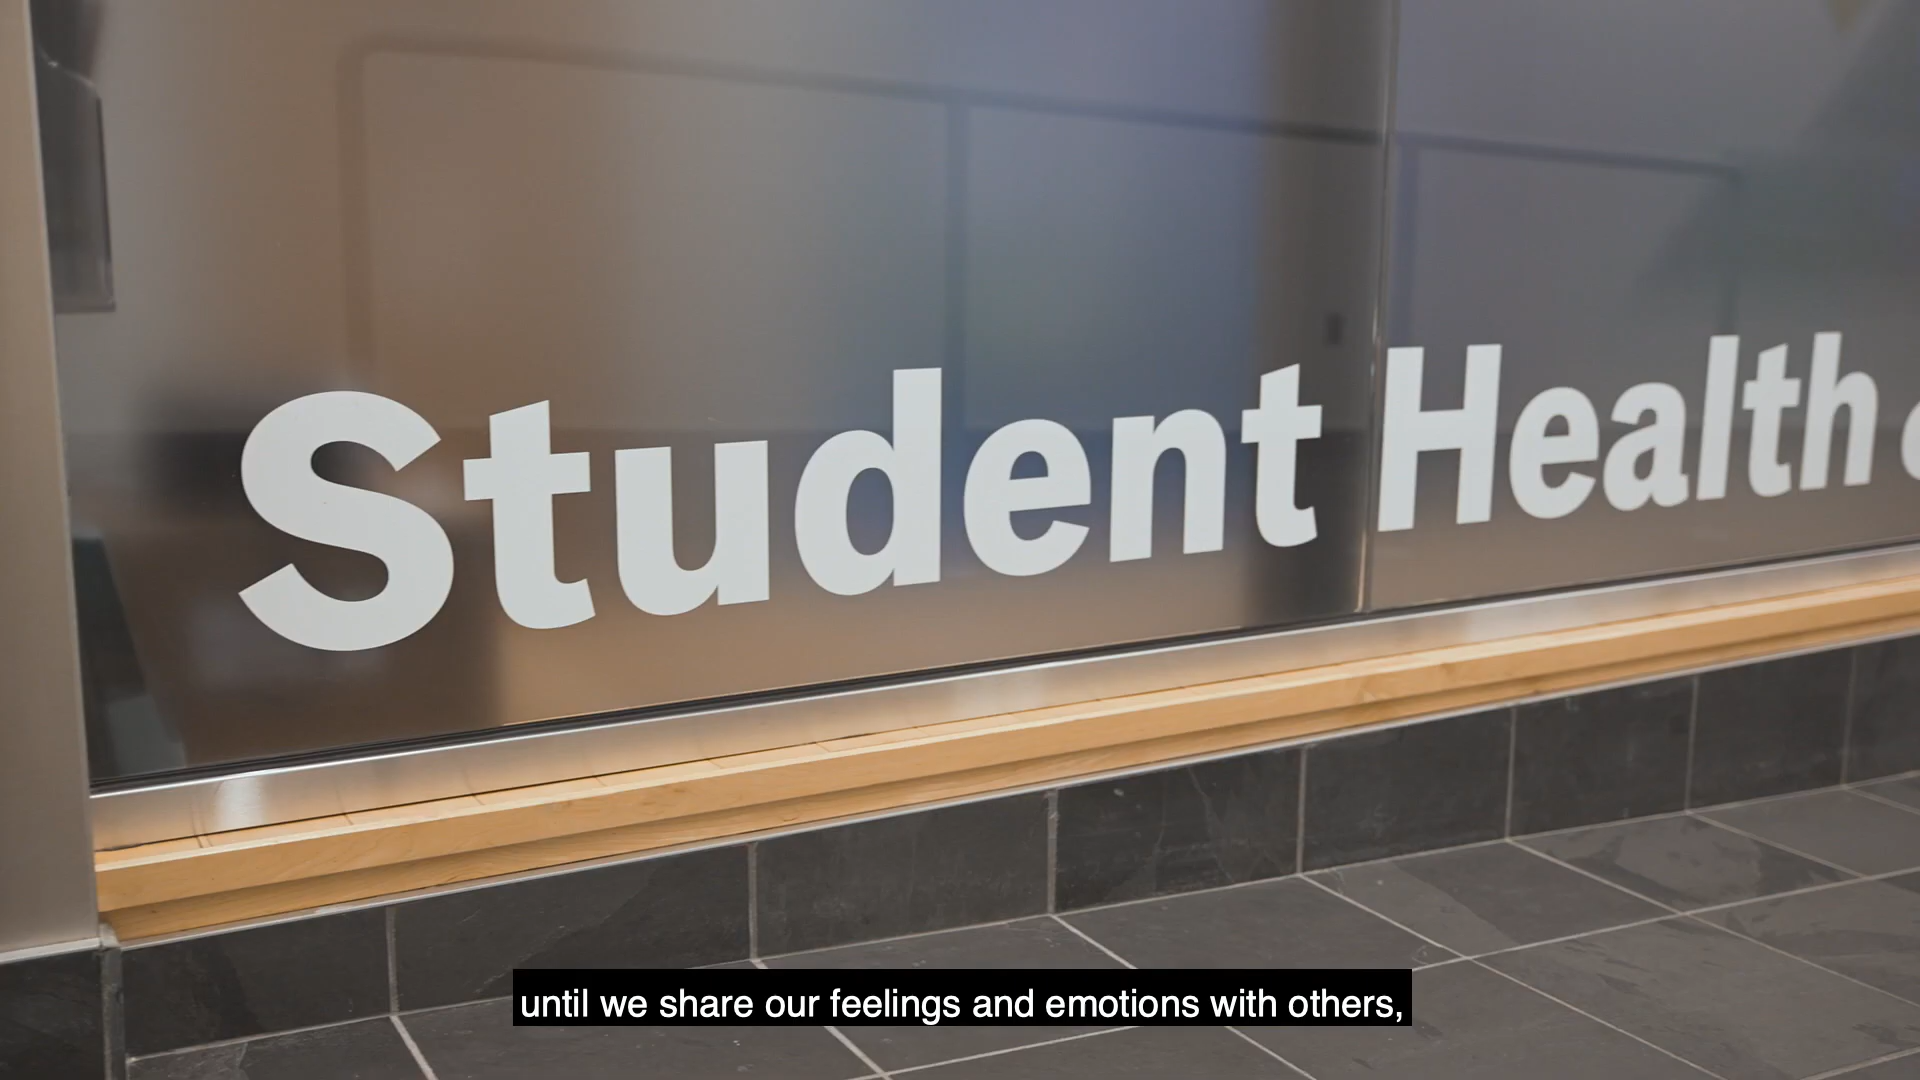 Student Health
until we share our feelings and emotions with others,